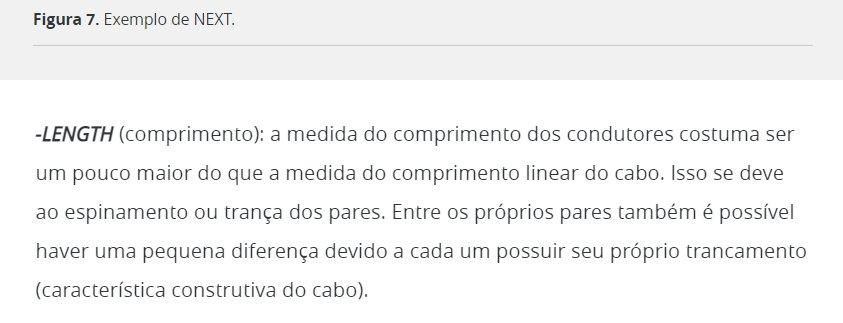 Figura 7. Exemplo de NEXT.
-LENGTH (comprimento): a medida do comprimento dos condutores costuma ser
um pouco maior do que a medida do comprimento linear do cabo. Isso se deve
ao espinamento ou trança dos pares. Entre os próprios pares também é possível
haver uma pequena diferença devido a cada um possuir seu próprio trancamento
(característica construtiva do cabo).